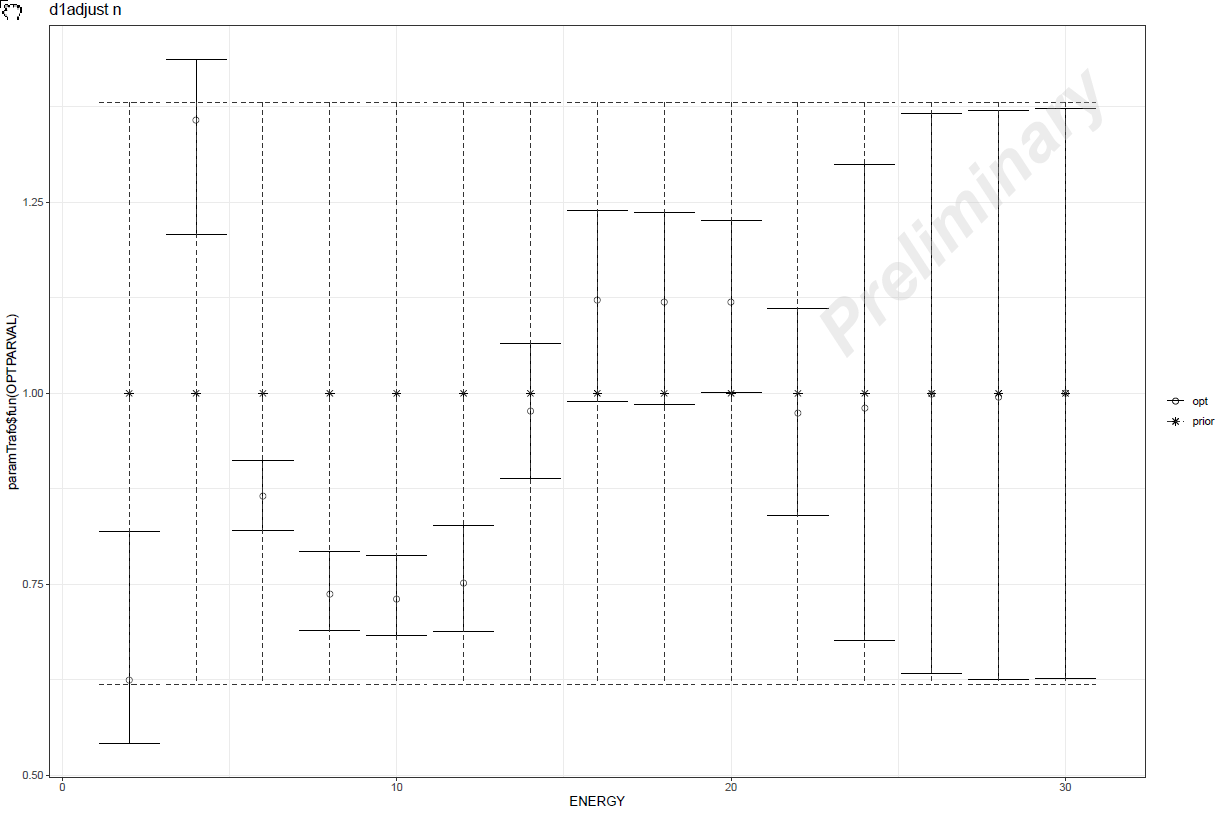 d1adjust n
Preliminary
paramTrafo$fun(OPTPARVAL)
1.25
1.00
0.75
0.50
0
10
20
30
ENERGY
opt
prior